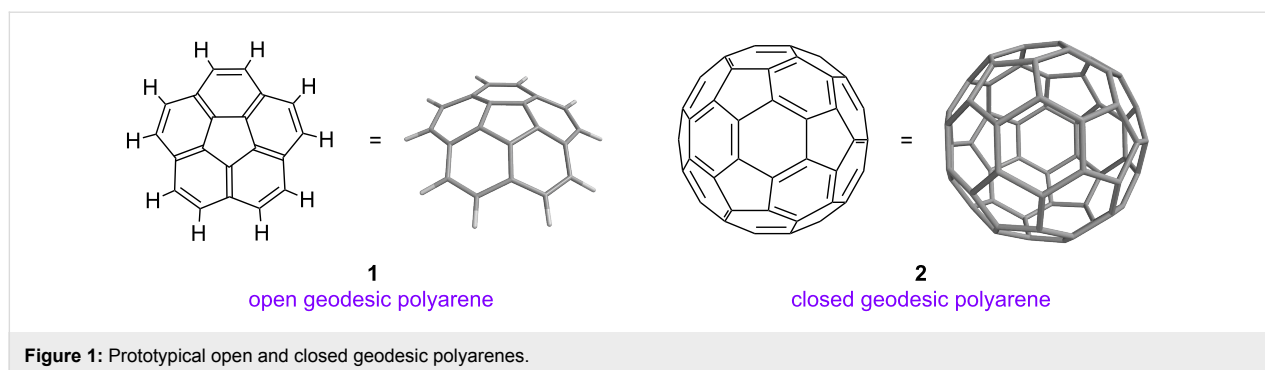 H H
H H
H H
H H
H H
= =
1 2
open geodesic polyarene closed geodesic polyarene
Figure 1: Prototypical open and closed geodesic polyarenes.